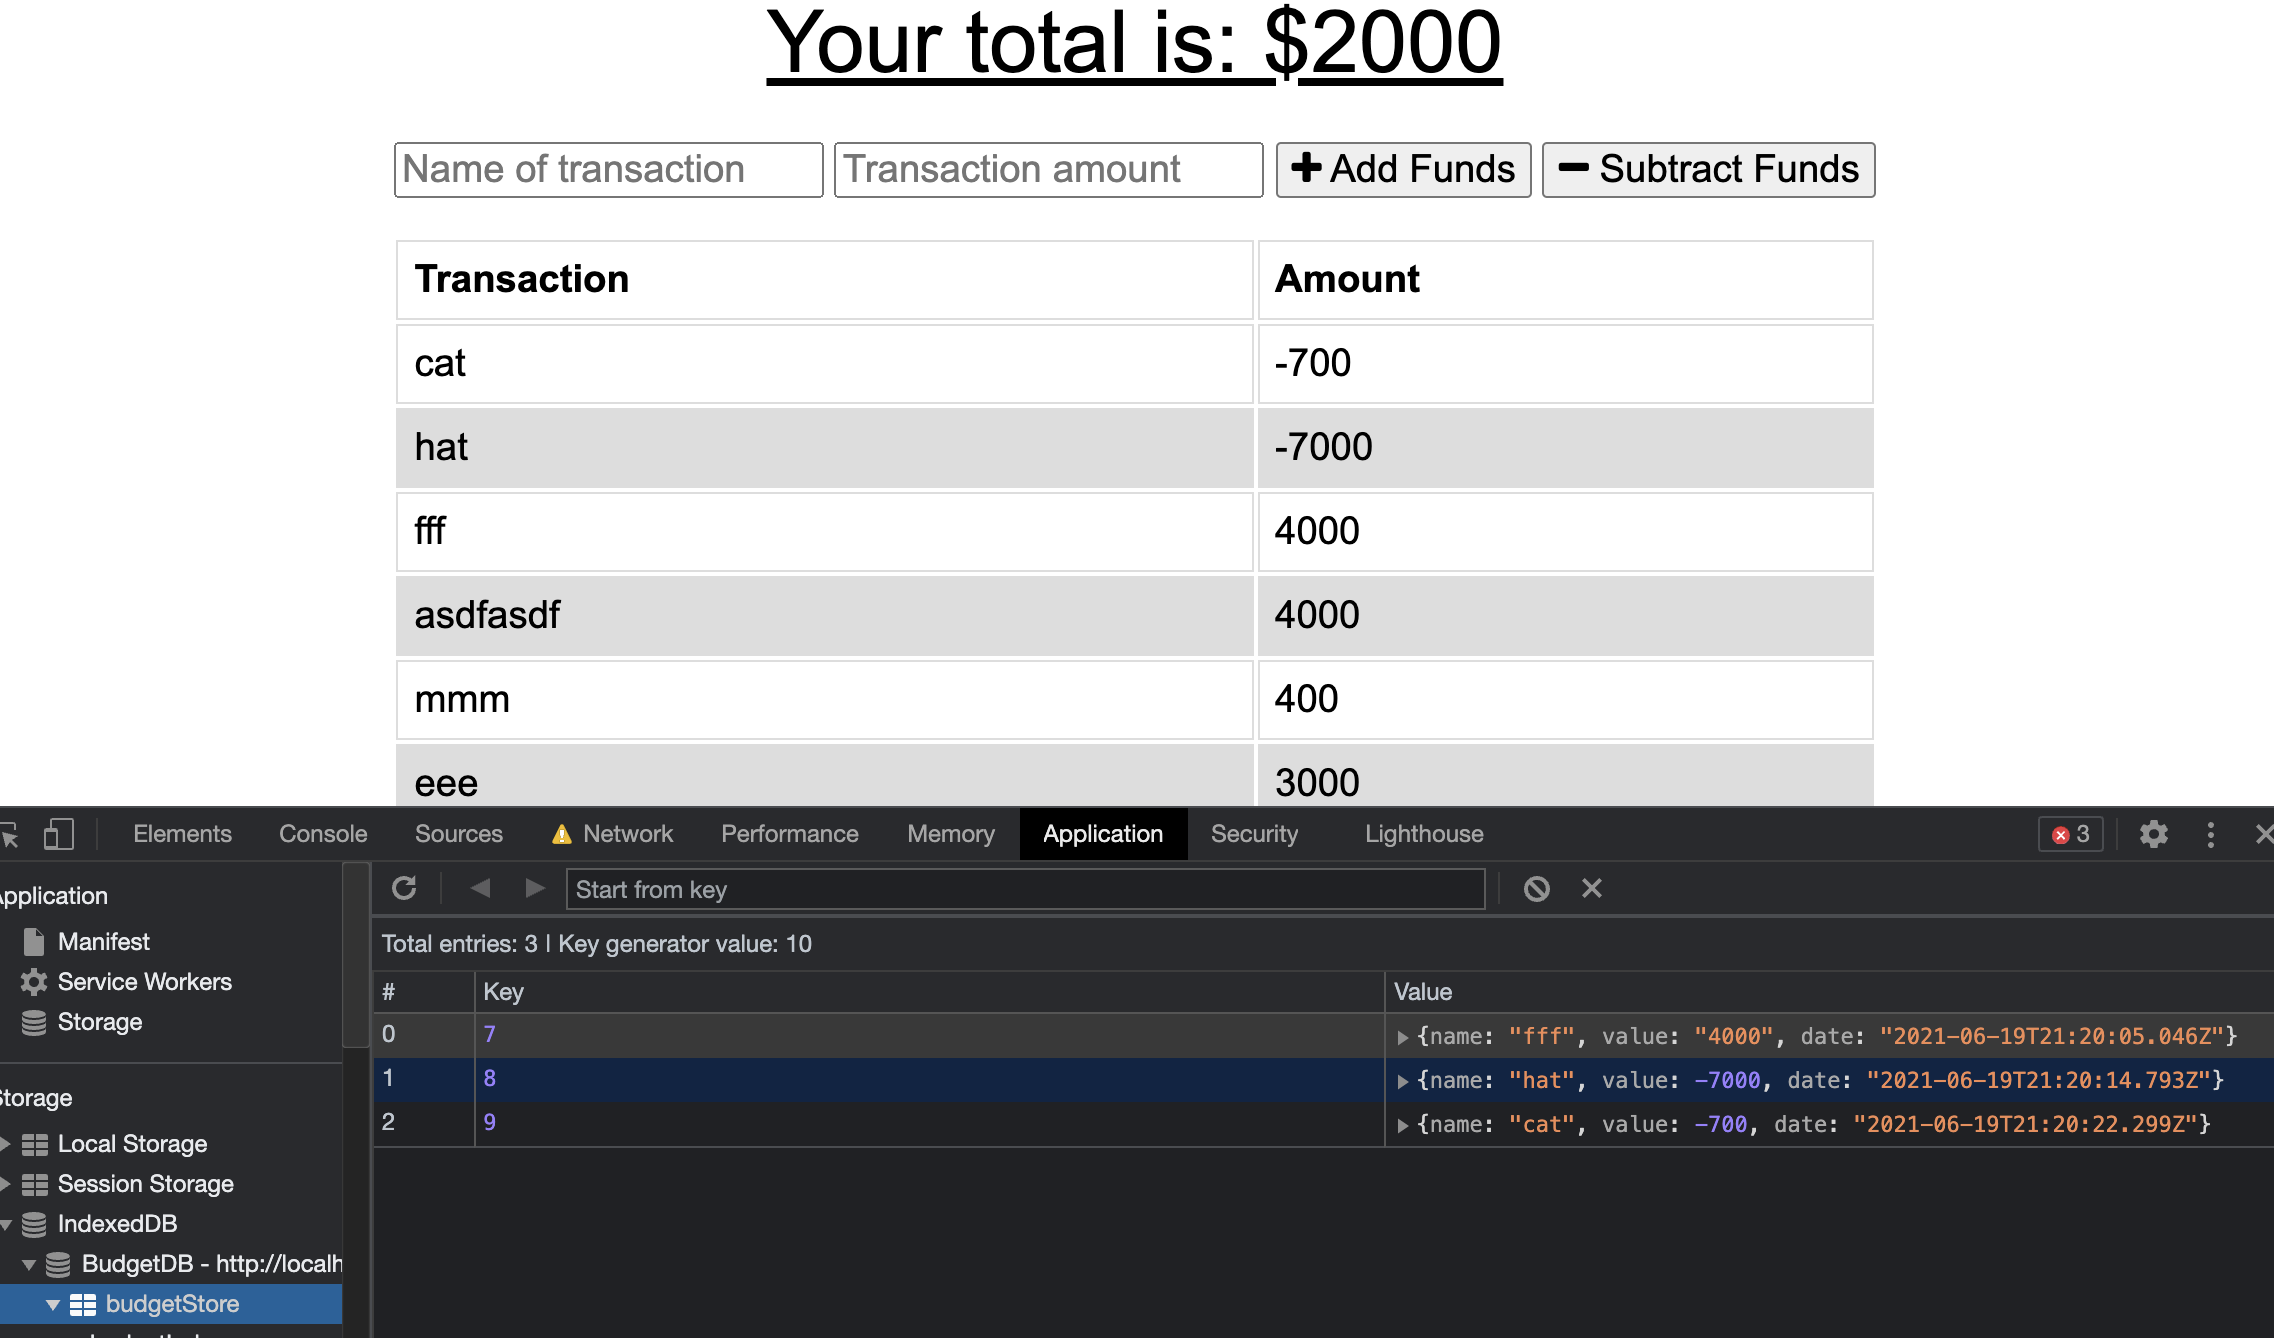 Your total is: $2000
Name of transaction Transaction amount Add Funds Subtract Funds
Transaction Amount
cat -700
hat -7000
fff 4000
asdfasdf 4000
mmm 400
eee 3000
Elements Console Sources Network Performance Memory Application Security Lighthouse 3
pplication
Manifest
Service Workers
Storage
torage
Local Storage
Session Storage
IndexedDB
BudgetDB - http://localh
budgetStore
Start from key
Total entries: 3 | Key generator value: 10
# Key Value
0 7 {name: "fff", value: "4000", date: "2021-06-19T21:20:05.046Z"}
1 8 {name: "hat", value: -7000, date: "2021-06-19T21:20:14.793Z"}
2 9 {name: "cat", value: -700, date: "2021-06-19T21:20:22.299Z"}